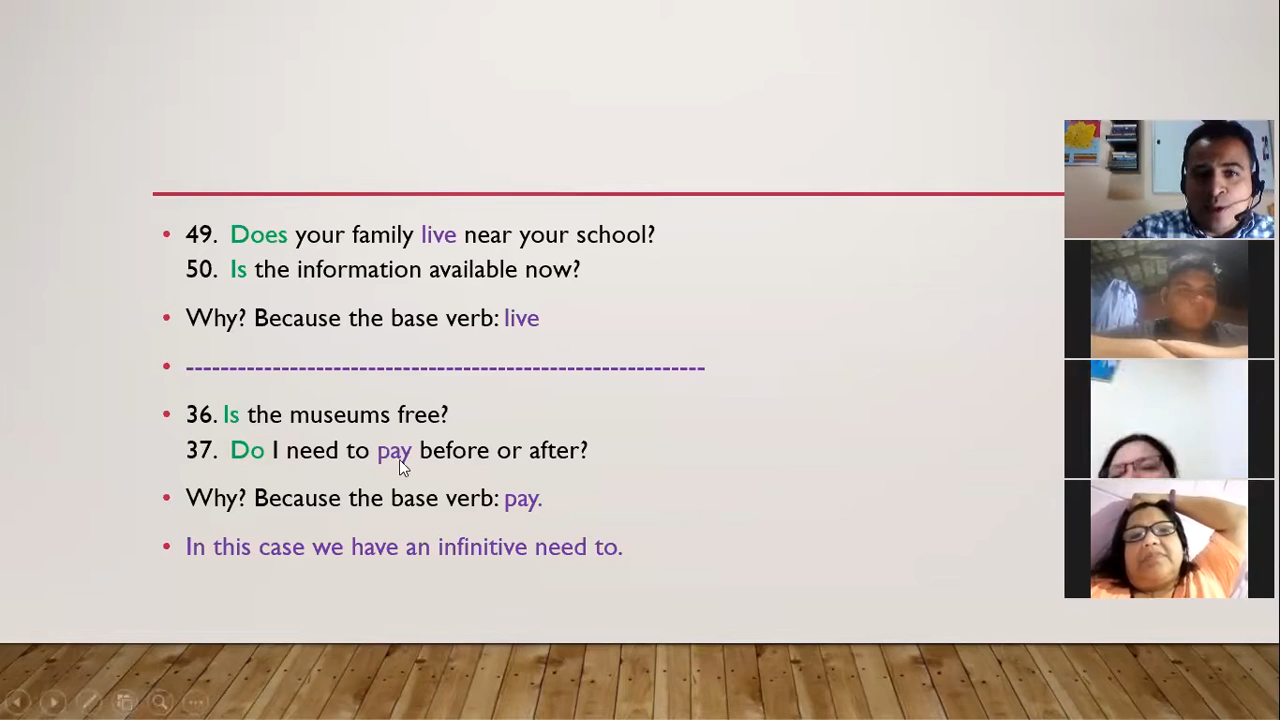 49. Does your family live near your school?
50. Is the information available now?
Why? Because the base verb: live
-----------------------------------------------------------
36. Is the museums free?
37. Do I need to pay before or after?
Why? Because the base verb: pay.
In this case we have an infinitive need to.